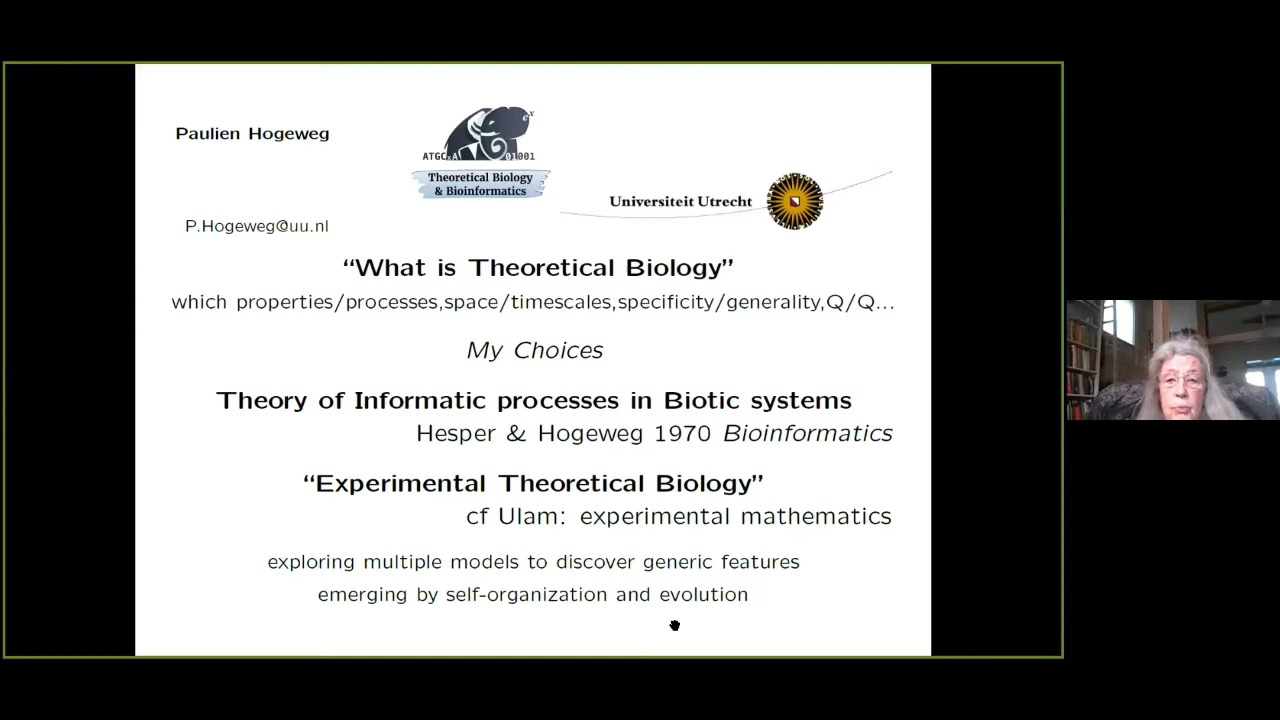 Paulien Hogeweg
e^x
ATGC 01001
Theoretical Biology
& Bioinformatics
Universiteit Utrecht
P.Hogeweg@uu.nl
“What is Theoretical Biology”
which properties/processes,space/timescales,specificity/generality,Q/Q...
My Choices
Theory of Informatic processes in Biotic systems
Hesper & Hogeweg 1970 Bioinformatics
“Experimental Theoretical Biology”
cf Ulam: experimental mathematics
exploring multiple models to discover generic features
emerging by self-organization and evolution